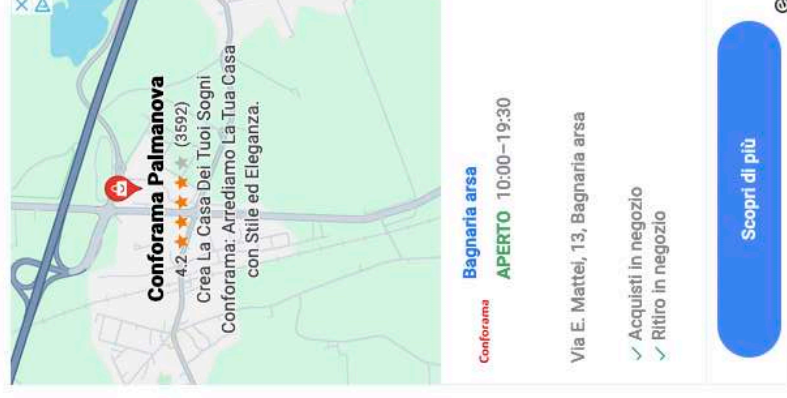 Conforama Palmanova
4.2 (3592)
Crea La Casa Dei Tuoi Sogni
Conforama: Arrediamo La Tua Casa
con Stile ed Eleganza.
Conforama
Bagnaria arsa
APERTO 10:00–19:30
Via E. Mattei, 13, Bagnaria arsa
✓ Acquisti in negozio
✓ Ritiro in negozio
Scopri di più